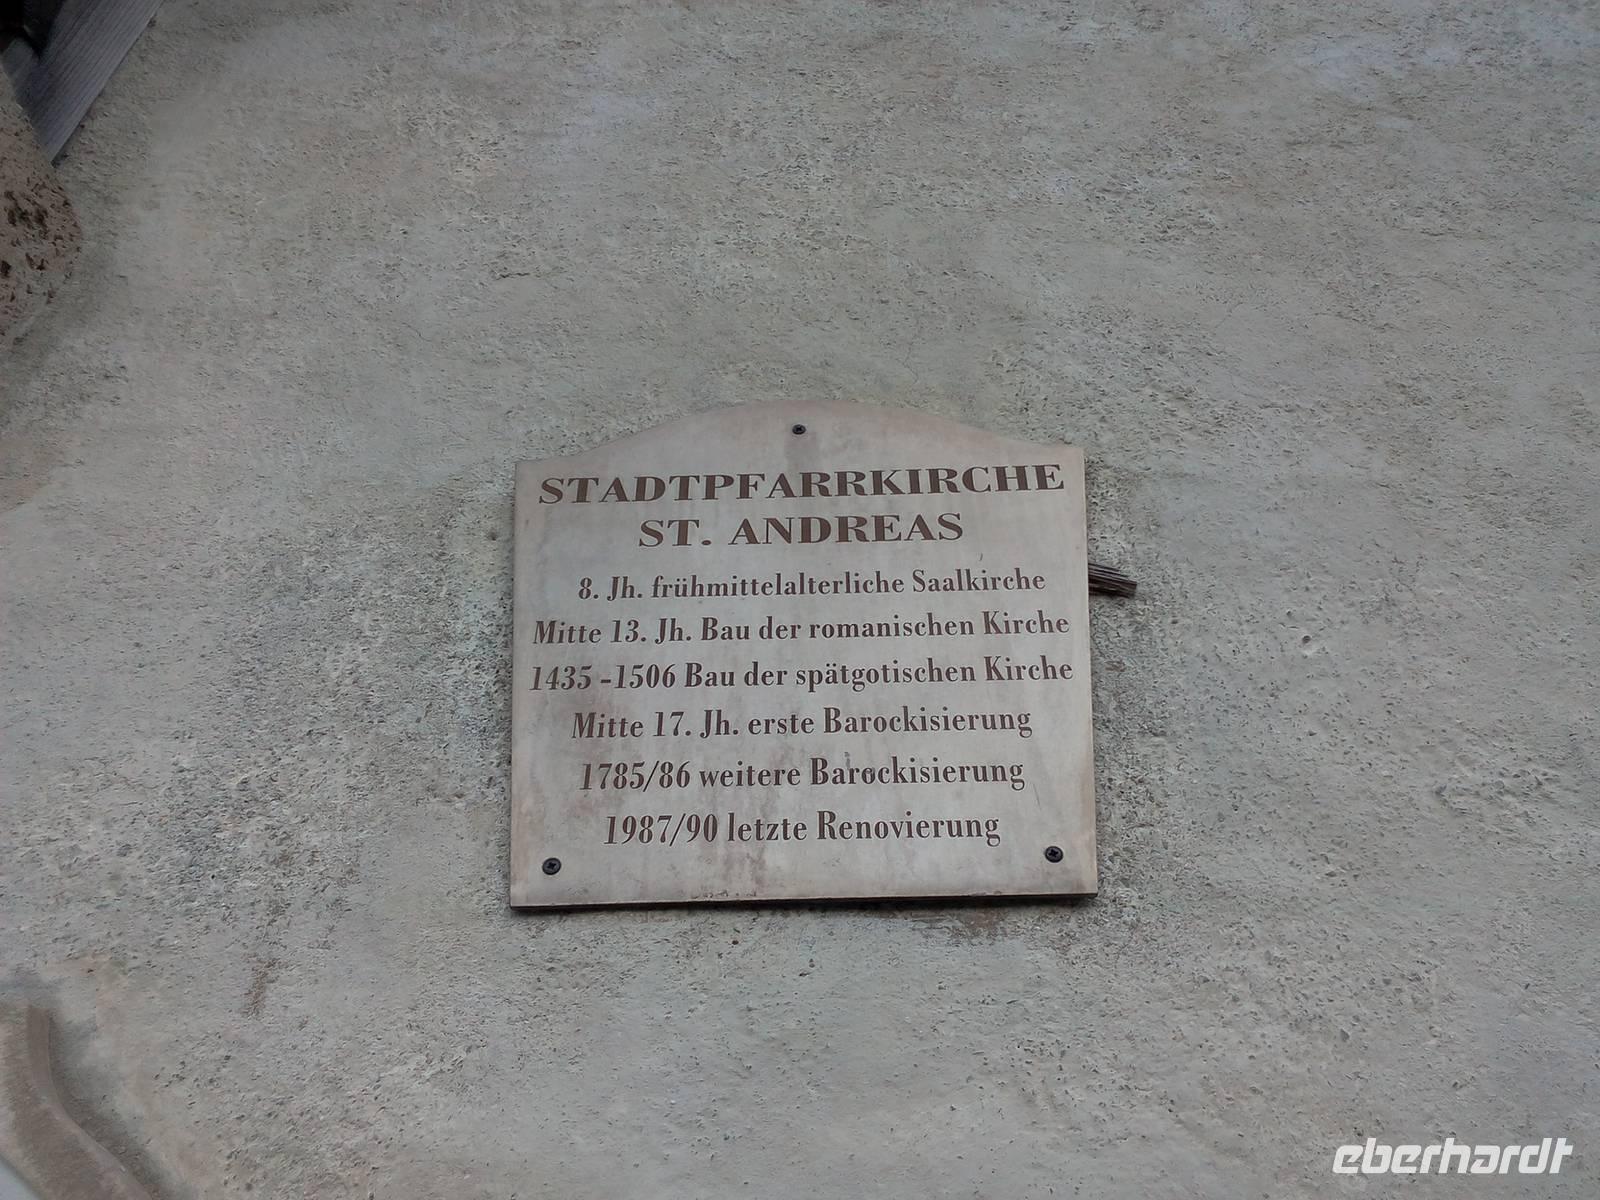 STADTPFARRKIRCHE
ST. ANDREAS
8. Jh. frühmittelalterliche Saalkirche
Mitte 13. Jh. Bau der romanischen Kirche
1435 -1506 Bau der spätgotischen Kirche
Mitte 17. Jh. erste Barockisierung
1785/86 weitere Barockisierung
1987/90 letzte Renovierung
eberhardt